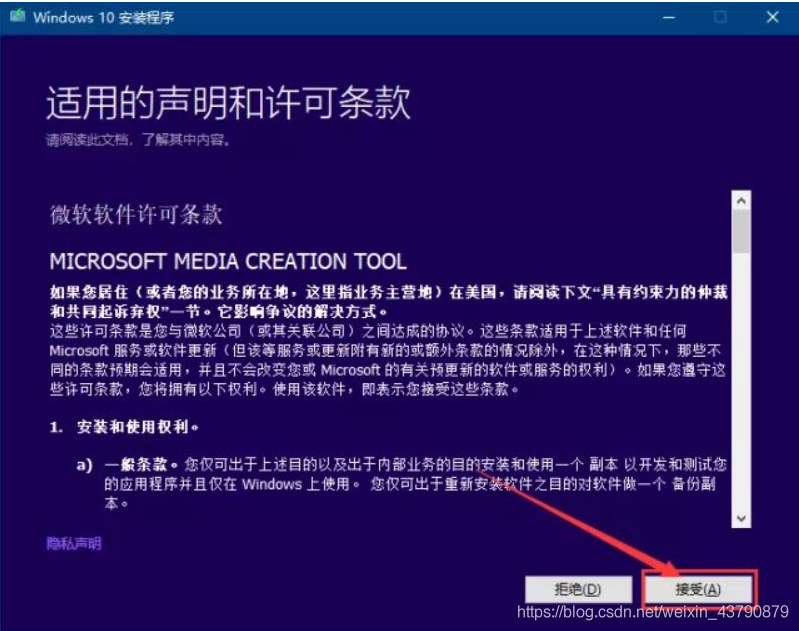 Windows 10 安装程序
适用的声明和许可条款
请阅读此文档，了解其中内容。
微软软件许可条款
MICROSOFT MEDIA CREATION TOOL
如果您居住（或者您的业务所在地，这里指业务主营地）在美国，请阅读下文“具有约束力的仲裁
和共同起诉弃权”一节。它影响争议的解决方式。
这些许可条款是您与微软公司（或其关联公司）之间达成的协议。这些条款适用于上述软件和任何
Microsoft 服务或软件更新（但该等服务或更新附有新的或额外条款的情况除外，在这种情况下，那些不
同的条款预期会适用，并且不会改变您或 Microsoft 的有关预更新的软件或服务的权利）。如果您遵守这
些许可条款，您将拥有以下权利。使用该软件，即表示您接受这些条款。
1. 安装和使用权利。
a) 一般条款。您仅可出于上述目的以及出于内部业务的目的安装和使用一个 副本 以开发和测试您
的应用程序并且仅在 Windows 上使用。 您仅可出于重新安装软件之目的对软件做一个 备份副
本。
隐私声明
拒绝(D) 接受(A)
https://blog.csdn.net/weixin_43790879